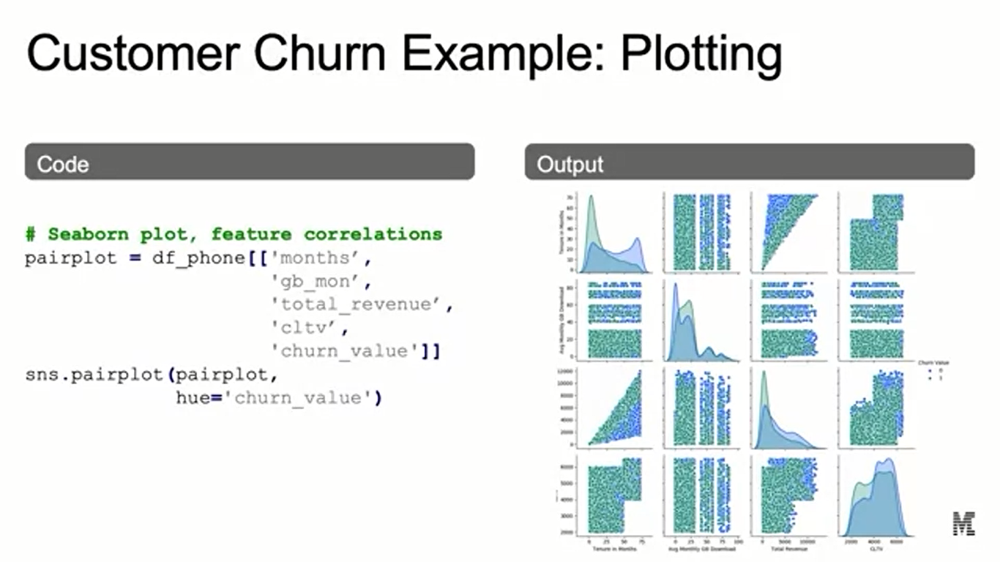 Customer Churn Example: Plotting
Code
# Seaborn plot, feature correlations
pairplot = df_phone[['months’,
'gb_mon’,
'total_revenue’,
'cltv’,
'churn_value']]
sns.pairplot(pairplot,
hue='churn_value')
Output
Tenure in Months
70
60
50
40
30
20
10
0
Avg Monthly GB Download
80
60
40
20
0
12000
10000
8000
6000
4000
2000
0
6000
5000
4000
3000
2000
0 25 50 75
Tenure in Months
0 25 50 75 100
Avg Monthly GB Download
0 5000 10000
Total Revenue
2000 4000 6000
CLTV
Churn Value
0
1